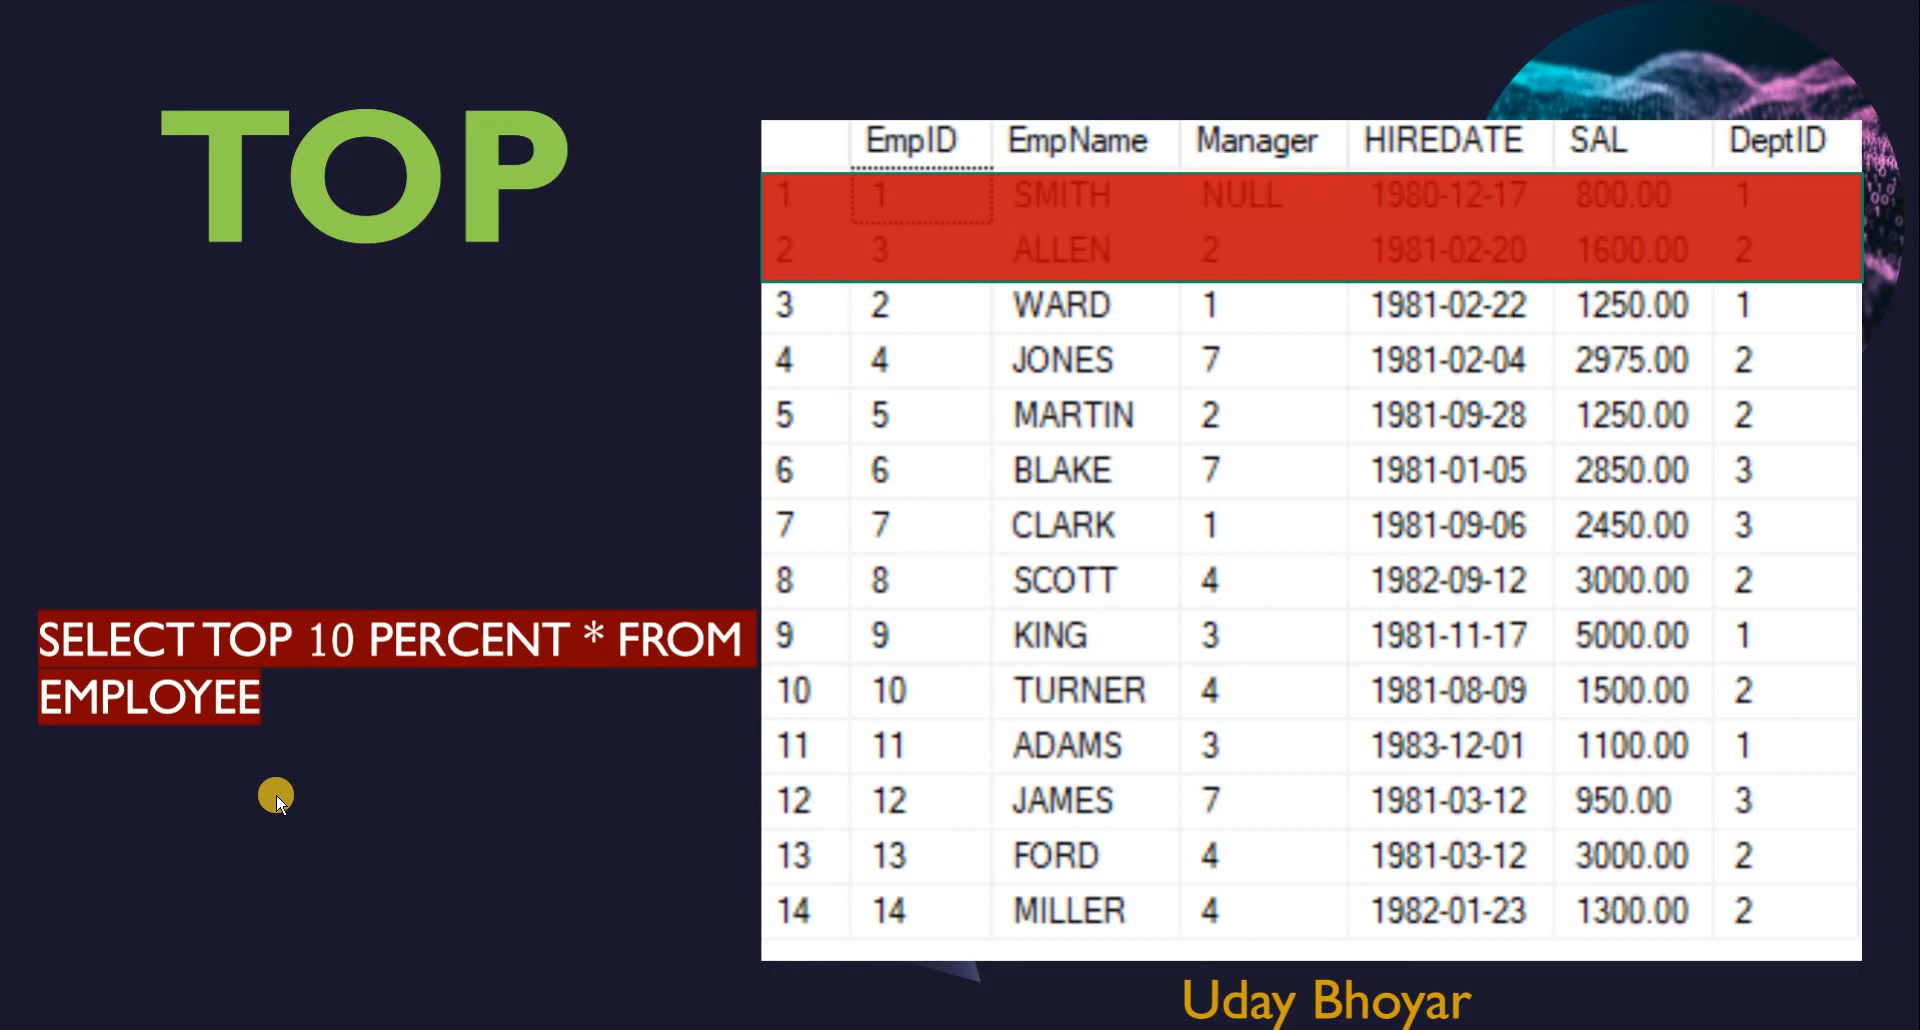 TOP
SELECT TOP 10 PERCENT * FROM
EMPLOYEE
EmpID EmpName Manager HIREDATE SAL DeptID
1 1 SMITH NULL 1980-12-17 800.00 1
2 3 ALLEN 2 1981-02-20 1600.00 2
3 2 WARD 1 1981-02-22 1250.00 1
4 4 JONES 7 1981-02-04 2975.00 2
5 5 MARTIN 2 1981-09-28 1250.00 2
6 6 BLAKE 7 1981-01-05 2850.00 3
7 7 CLARK 1 1981-09-06 2450.00 3
8 8 SCOTT 4 1982-09-12 3000.00 2
9 9 KING 3 1981-11-17 5000.00 1
10 10 TURNER 4 1981-08-09 1500.00 2
11 11 ADAMS 3 1983-12-01 1100.00 1
12 12 JAMES 7 1981-03-12 950.00 3
13 13 FORD 4 1981-03-12 3000.00 2
14 14 MILLER 4 1982-01-23 1300.00 2
Uday Bhoyar